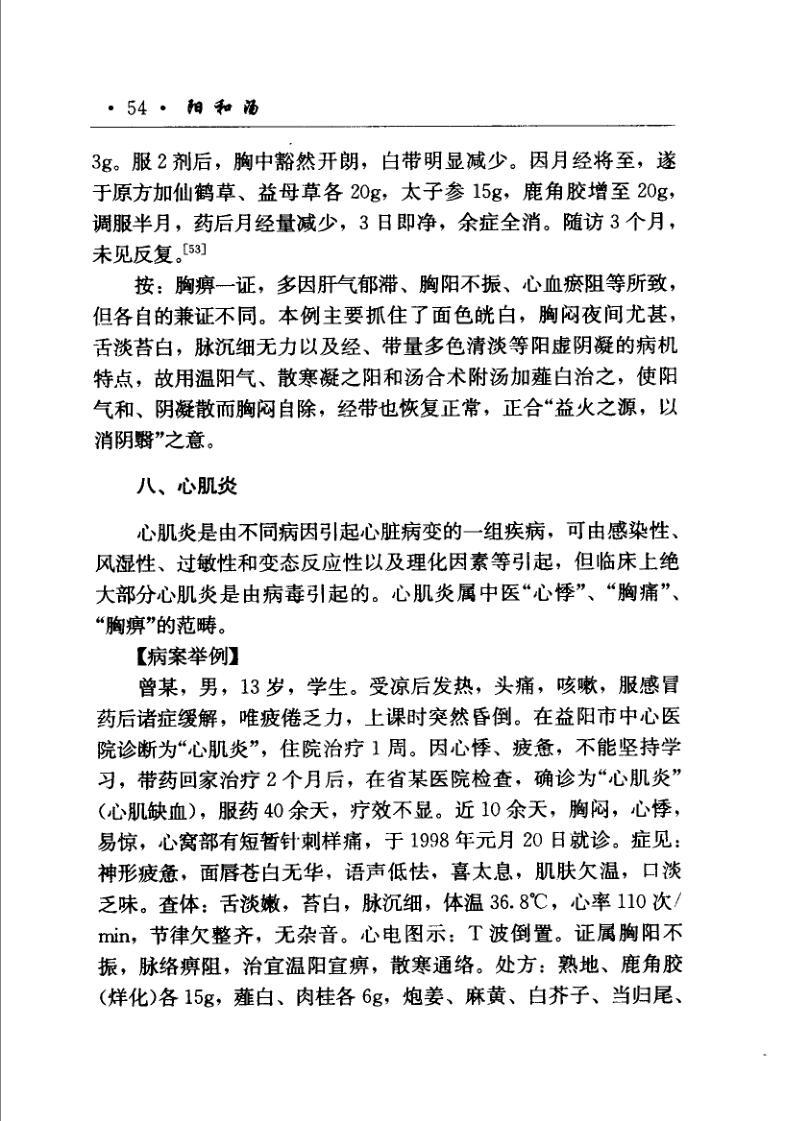 · 54 · 阳和汤
3g。服 2 剂后，胸中豁然开朗，白带明显减少。因月经将至，遂
于原方加仙鹤草、益母草各 20g，太子参 15g，鹿角胶增至 20g，
调服半月，药后月经量减少，3 日即净，余症全消。随访 3 个月，
未见反复。[53]
按：胸痹一证，多因肝气郁滞、胸阳不振、心血瘀阻等所致，
但各自的兼证不同。本例主要抓住了面色㿠白，胸闷夜间尤甚，
舌淡苔白，脉沉细无力以及经、带量多色清淡等阳虚阴凝的病机
特点，故用温阳气、散寒凝之阳和汤合术附汤加薤白治之，使阳
气和、阴凝散而胸闷自除，经带也恢复正常，正合“益火之源，以
消阴翳”之意。
八、心肌炎
心肌炎是由不同病因引起心脏病变的一组疾病，可由感染性、
风湿性、过敏性和变态反应性以及理化因素等引起，但临床上绝
大部分心肌炎是由病毒引起的。心肌炎属中医“心悸”、“胸痛”、
“胸痹”的范畴。
【病案举例】
曾某，男，13 岁，学生。受凉后发热，头痛，咳嗽，服感冒
药后诸症缓解，唯疲倦乏力，上课时突然昏倒。在益阳市中心医
院诊断为“心肌炎”，住院治疗 1 周。因心悸、疲惫，不能坚持学
习，带药回家治疗 2 个月后，在省某医院检查，确诊为“心肌炎”
（心肌缺血），服药 40 余天，疗效不显。近 10 余天，胸闷，心悸，
易惊，心窝部有短暂针刺样痛，于 1998 年元月 20 日就诊。症见：
神形疲惫，面唇苍白无华，语声低怯，喜太息，肌肤欠温，口淡
乏味。查体：舌淡嫩，苔白，脉沉细，体温 36.8℃，心率 110 次/
min，节律欠整齐，无杂音。心电图示：T 波倒置。证属胸阳不
振，脉络痹阻，治宜温阳宣痹，散寒通络。处方：熟地、鹿角胶
（烊化）各 15g，薤白、肉桂各 6g，炮姜、麻黄、白芥子、当归尾、